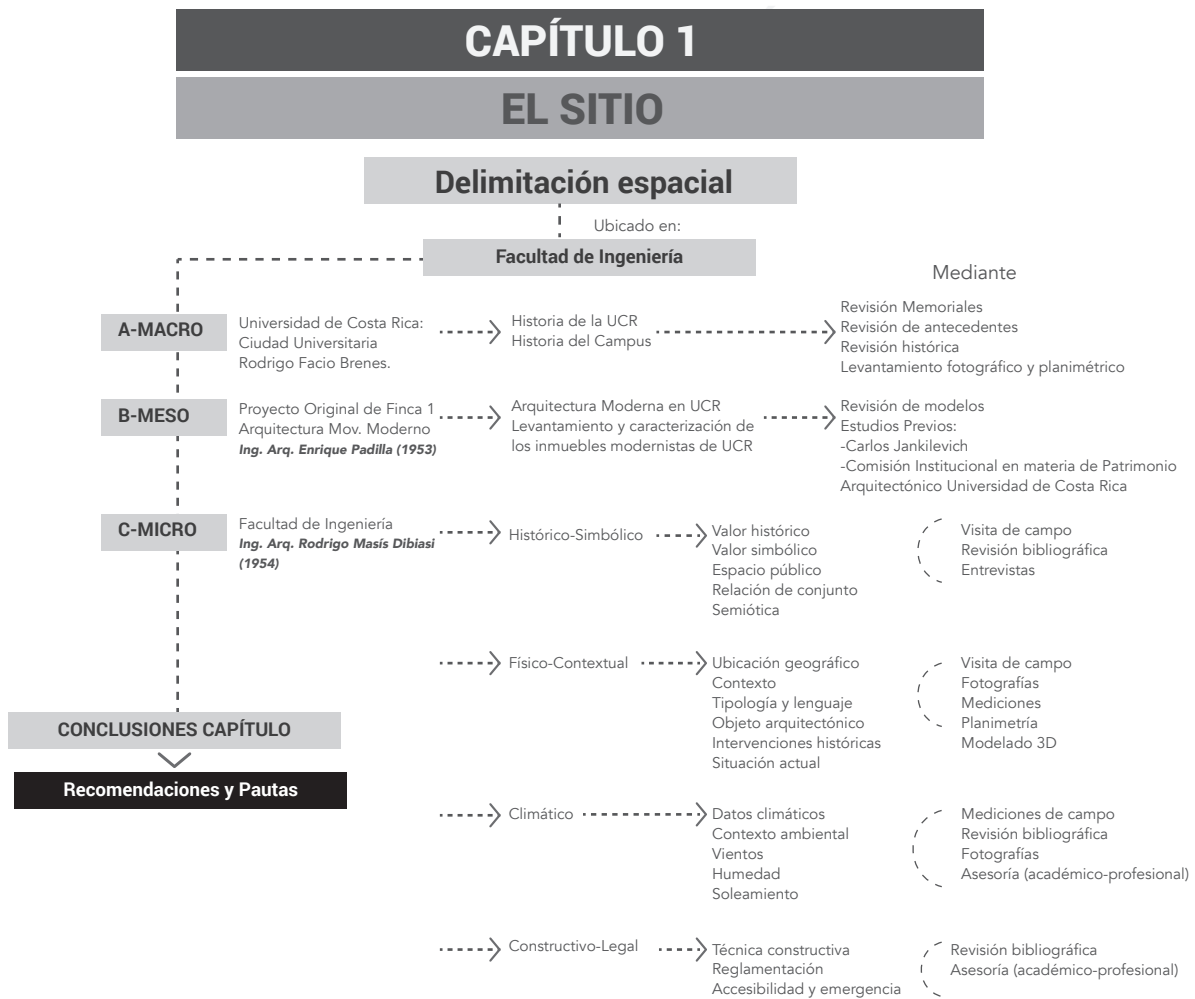 CAPÍTULO 1
EL SITIO
Delimitación espacial
Ubicado en:
Facultad de Ingeniería
Mediante
A-MACRO
Universidad de Costa Rica:
Ciudad Universitaria
Rodrigo Facio Brenes.
Historia de la UCR
Historia del Campus
Revisión Memoriales
Revisión de antecedentes
Revisión histórica
Levantamiento fotográfico y planimétrico
B-MESO
Proyecto Original de Finca 1
Arquitectura Mov. Moderno
Ing. Arq. Enrique Padilla (1953)
Arquitectura Moderna en UCR
Levantamiento y caracterización de
los inmuebles modernistas de UCR
Revisión de modelos
Estudios Previos:
-Carlos Jankilevich
-Comisión Institucional en materia de Patrimonio
Arquitectónico Universidad de Costa Rica
C-MICRO
Facultad de Ingeniería
Ing. Arq. Rodrigo Masís Dibiasi
(1954)
Histórico-Simbólico
Valor histórico
Valor simbólico
Espacio público
Relación de conjunto
Semiótica
Visita de campo
Revisión bibliográfica
Entrevistas
Físico-Contextual
Ubicación geográfico
Contexto
Tipología y lenguaje
Objeto arquitectónico
Intervenciones históricas
Situación actual
Visita de campo
Fotografías
Mediciones
Planimetría
Modelado 3D
CONCLUSIONES CAPÍTULO
Recomendaciones y Pautas
Climático
Datos climáticos
Contexto ambiental
Vientos
Humedad
Soleamiento
Mediciones de campo
Revisión bibliográfica
Fotografías
Asesoría (académico-profesional)
Constructivo-Legal
Técnica constructiva
Reglamentación
Accesibilidad y emergencia
Revisión bibliográfica
Asesoría (académico-profesional)